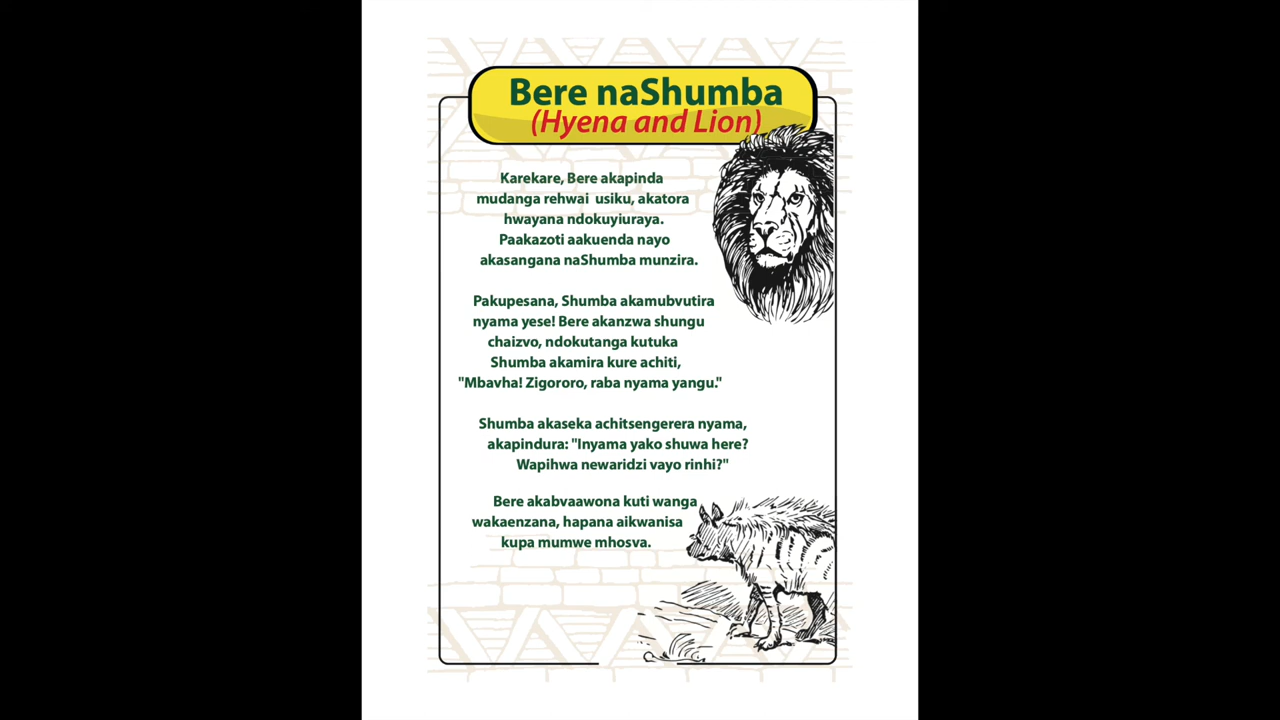 Bere naShumba
(Hyena and Lion)
Karekare, Bere akapinda
mudanga rehwai usiku, akatora
hwayana ndokuyiuraya.
Paakazoti aakuenda nayo
akasangana naShumba munzira.
Pakupesana, Shumba akamubvutira
nyama yese! Bere akanzwa shungu
chaizvo, ndokutanga kutuka
Shumba akamira kure achiti,
"Mbavha! Zigororo, raba nyama yangu."
Shumba akaseka achitsengerera nyama,
akapindura: "Inyama yako shuwa here?
Wapihwa newaridzi vayo rinhi?"
Bere akabvaawona kuti wanga
wakaenzana, hapana aikwanisa
kupa mumwe mhosva.